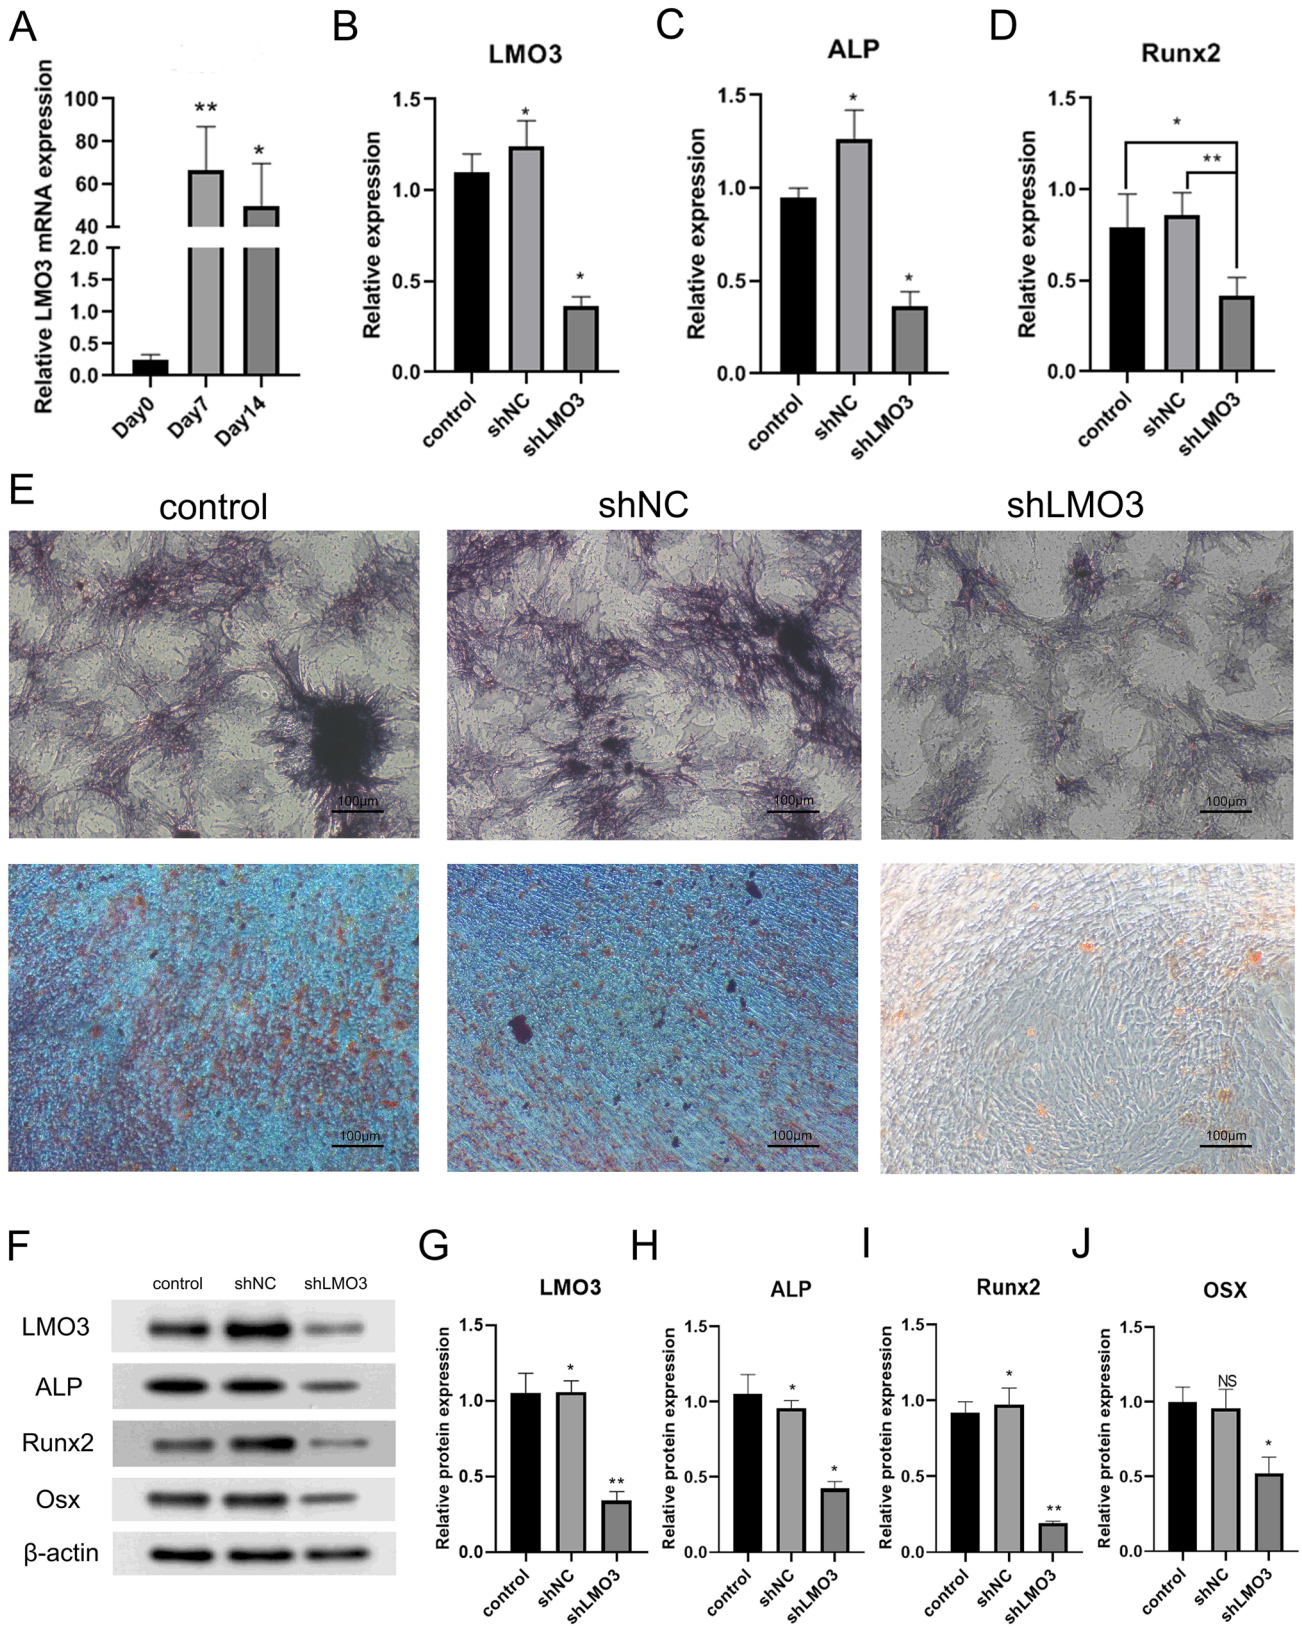 A
Relative LMO3 mRNA expression
**
*
100
80
60
40
2.0
1.5
1.0
0.5
0.0
Day0
Day7
Day14
B
LMO3
Relative expression
*
*
1.5
1.0
0.5
0.0
control
shNC
shLMO3
C
ALP
Relative expression
*
*
1.5
1.0
0.5
0.0
control
shNC
shLMO3
D
Runx2
Relative expression
*
**
1.5
1.0
0.5
0.0
control
shNC
shLMO3
E
control
shNC
shLMO3
100μm
100μm
100μm
100μm
100μm
100μm
F
control shNC shLMO3
LMO3
ALP
Runx2
Osx
β-actin
G
LMO3
Relative protein expression
*
**
1.5
1.0
0.5
0.0
control
shNC
shLMO3
H
ALP
Relative protein expression
*
*
1.5
1.0
0.5
0.0
control
shNC
shLMO3
I
Runx2
Relative protein expression
*
**
1.5
1.0
0.5
0.0
control
shNC
shLMO3
J
OSX
Relative protein expression
NS
*
1.5
1.0
0.5
0.0
control
shNC
shLMO3